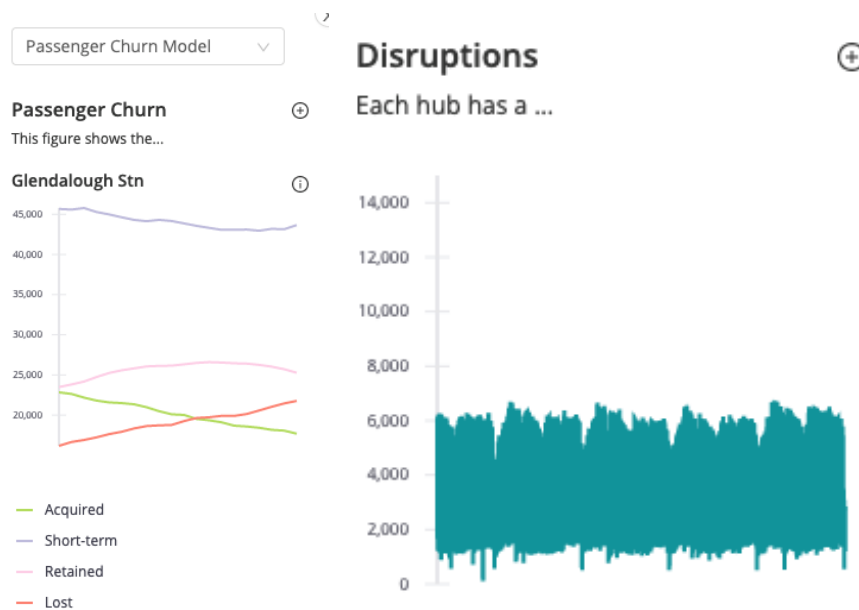 Passenger Churn Model
Passenger Churn
This figure shows the...
Glendalough Stn
45,000
40,000
35,000
30,000
25,000
20,000
Acquired
Short-term
Retained
Lost
Disruptions
Each hub has a ...
14,000
12,000
10,000
8,000
6,000
4,000
2,000
0